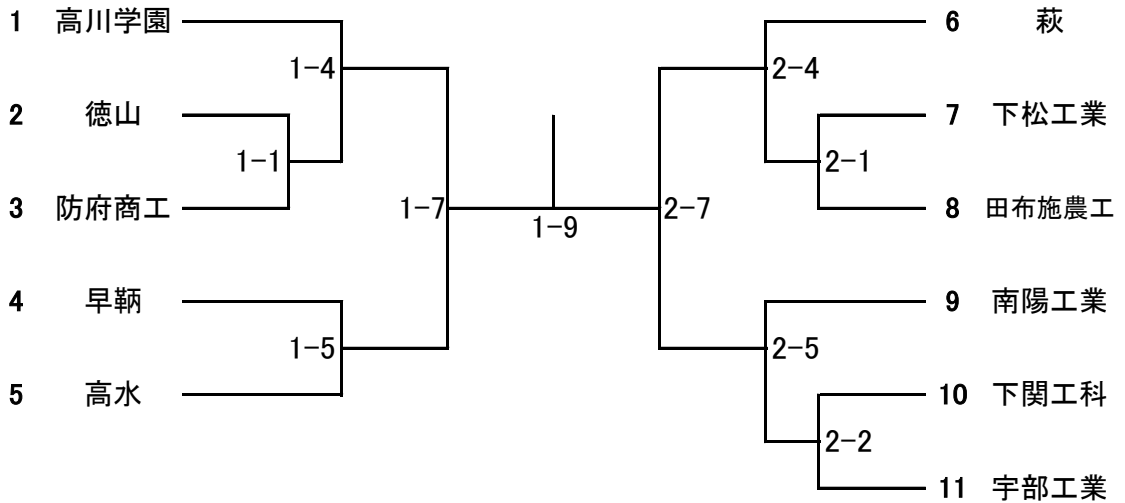 1 高川学園
2 徳山
3 防府商工
4 早鞆
5 高水
1-4
1-1
1-7
1-5
1-9
2-7
2-4
2-1
2-5
2-2
6 萩
7 下松工業
8 田布施農工
9 南陽工業
10 下関工科
11 宇部工業